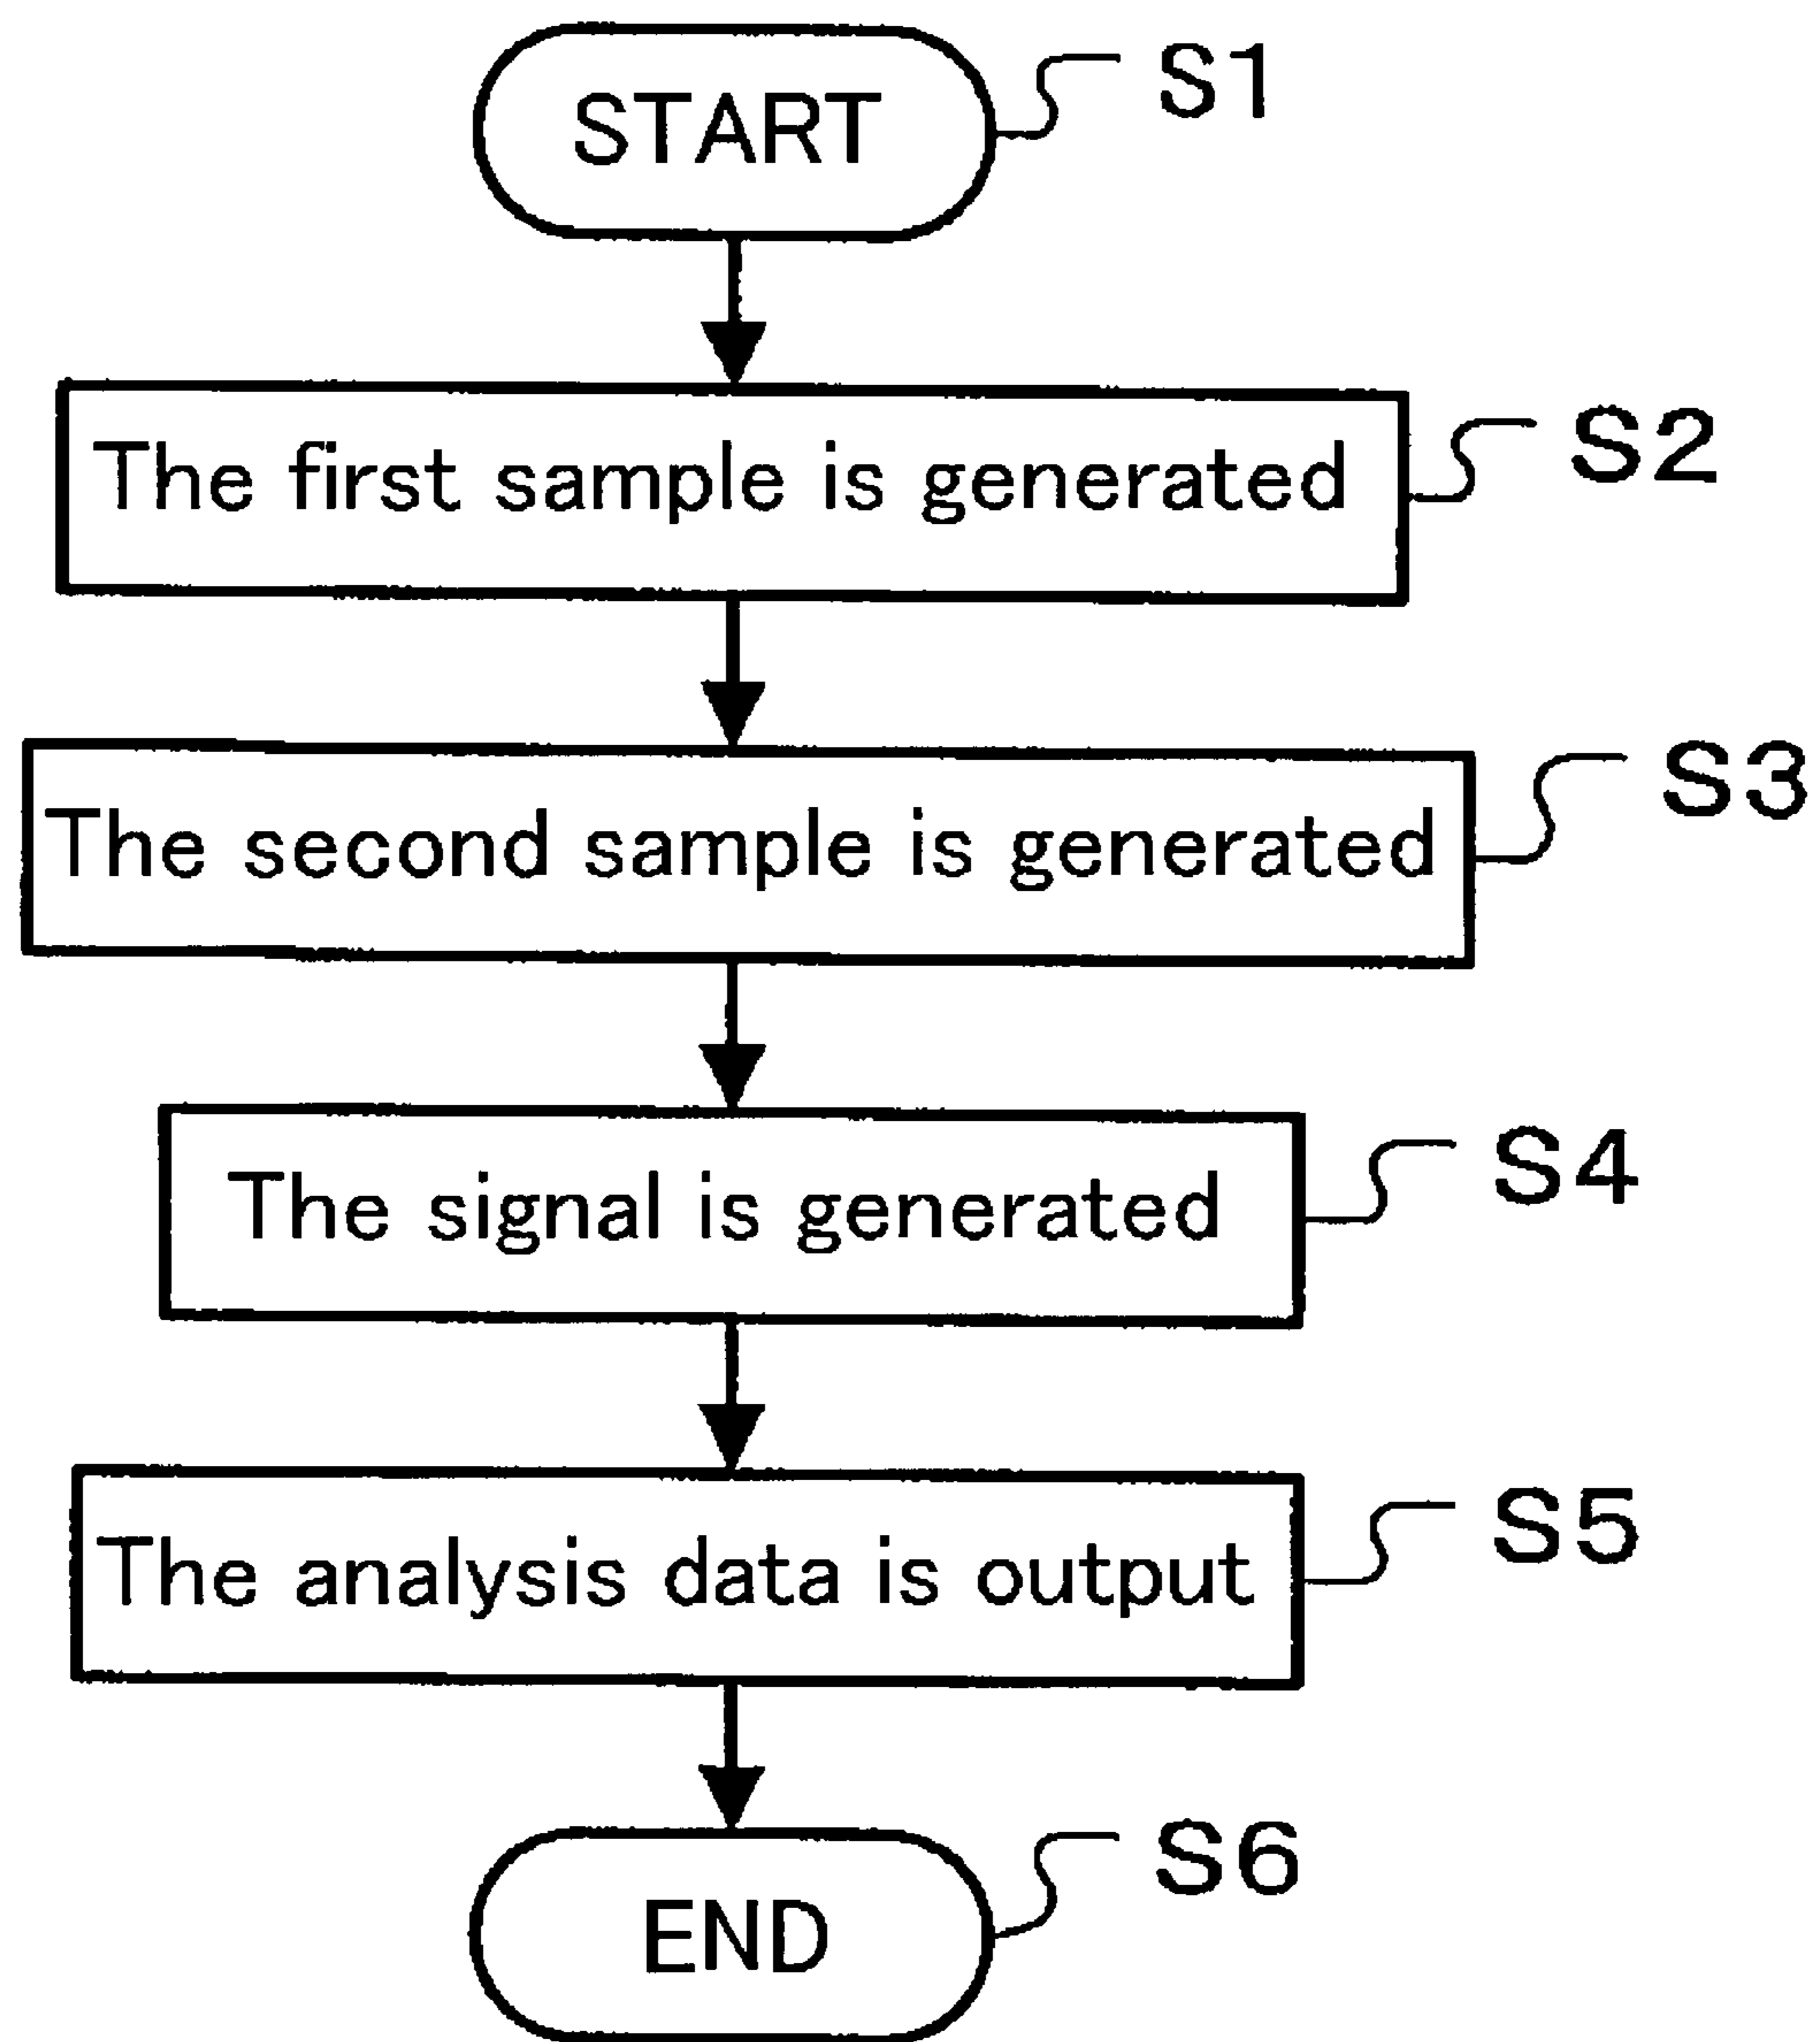 START
S1
The first sample is generated
S2
The second sample is generated
S3
The signal is generated
S4
The analysis data is output
S5
END
S6